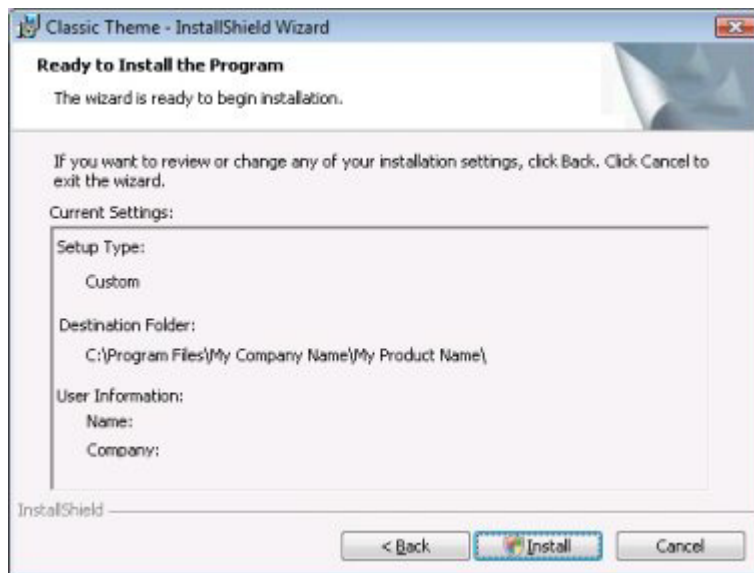 Classic Theme - InstallShield Wizard
Ready to Install the Program
The wizard is ready to begin installation.
If you want to review or change any of your installation settings, click Back. Click Cancel to
exit the wizard.
Current Settings:
Setup Type:
Custom
Destination Folder:
C:\Program Files\My Company Name\My Product Name\
User Information:
Name:
Company:
InstallShield
< Back Install Cancel